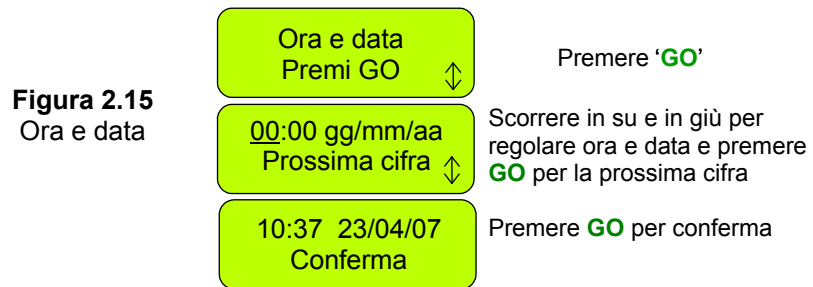 Figura 2.15
Ora e data
Ora e data
Premi GO
Premere ‘GO’
00:00 gg/mm/aa
Prossima cifra
Scorrere in su e in giù per
regolare ora e data e premere
GO per la prossima cifra
10:37 23/04/07
Conferma
Premere GO per conferma